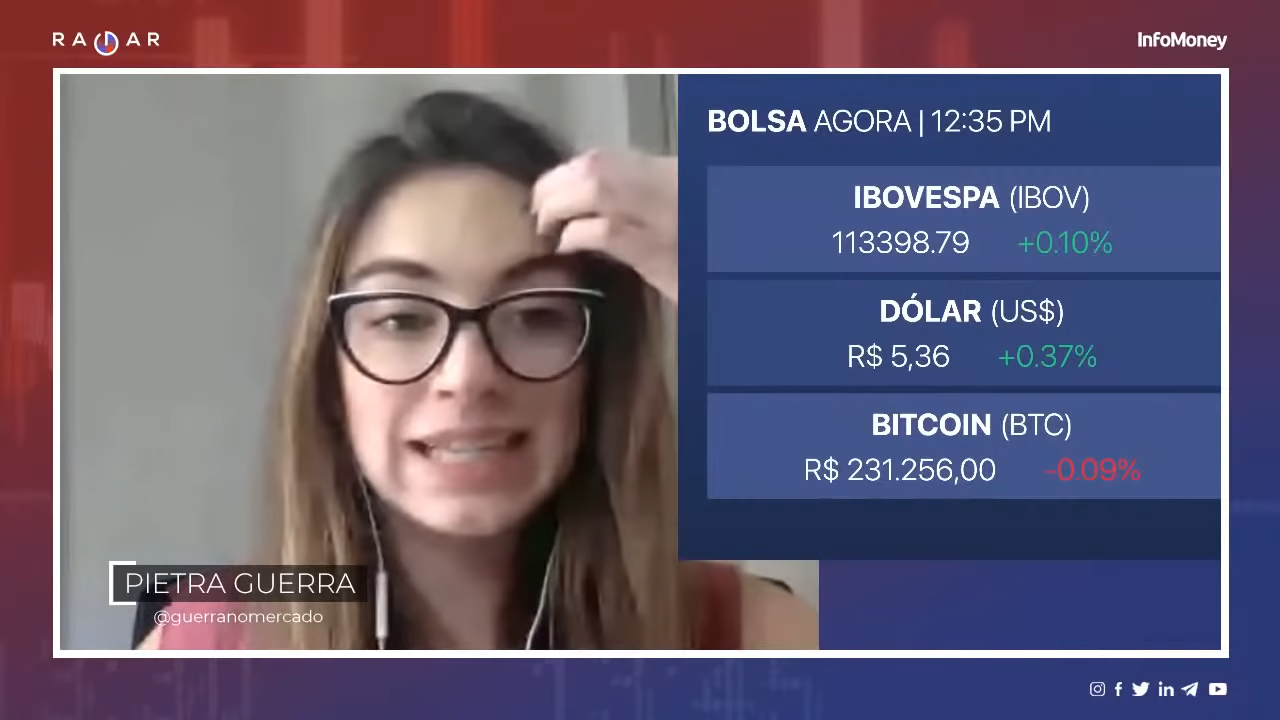 RADAR
InfoMoney
BOLSA AGORA | 12:35 PM
IBOVESPA (IBOV)
113398.79 +0.10%
DÓLAR (US$)
R$ 5,36 +0.37%
BITCOIN (BTC)
R$ 231.256,00 -0.09%
PIETRA GUERRA
@guerranomercado